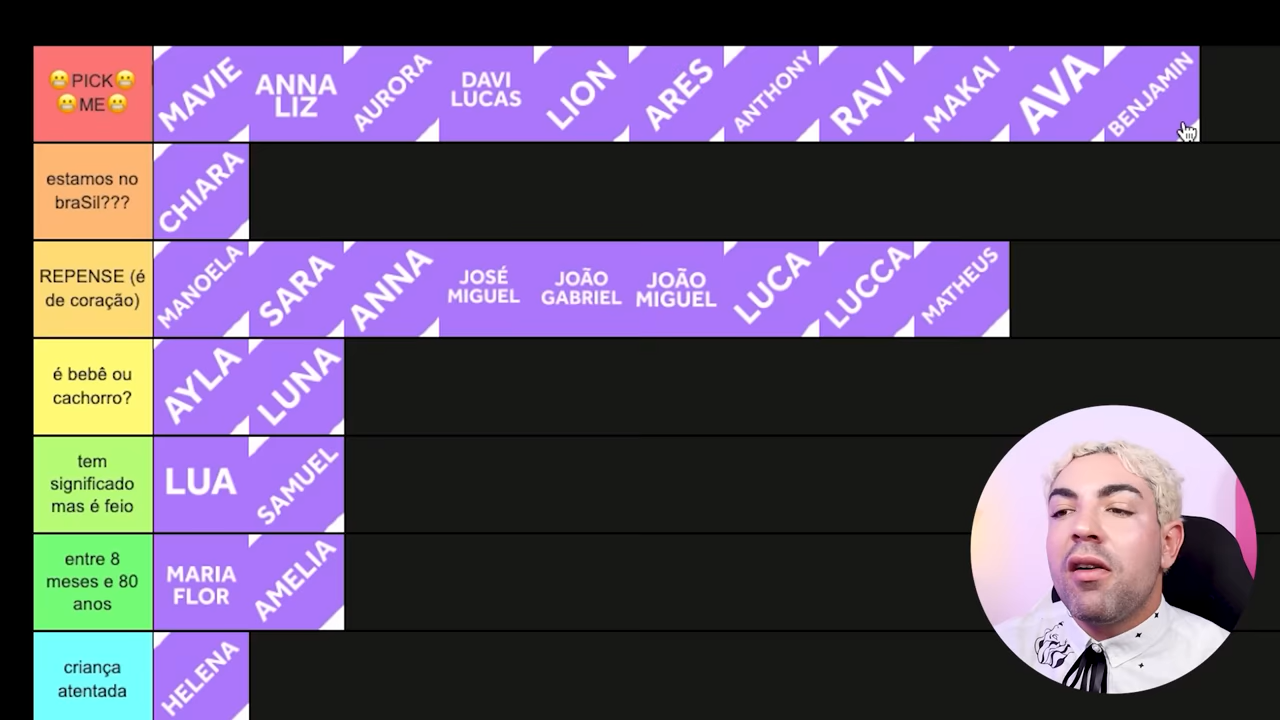 😬PICK😬
😬ME😬
MAVIE
ANNA
LIZ
AURORA
DAVI
LUCAS
LION
ARES
ANTHONY
RAVI
MAKAI
AVA
BENJAMIN
estamos no
braSil???
CHIARA
REPENSE (é
de coração)
MANOELA
SARA
ANNA
JOSÉ
MIGUEL
JOÃO
GABRIEL
JOÃO
MIGUEL
LUCA
LUCCA
MATHEUS
é bebê ou
cachorro?
AYLA
LUNA
tem
significado
mas é feio
LUA
SAMUEL
entre 8
meses e 80
anos
MARIA
FLOR
AMELIA
criança
atentada
HELENA